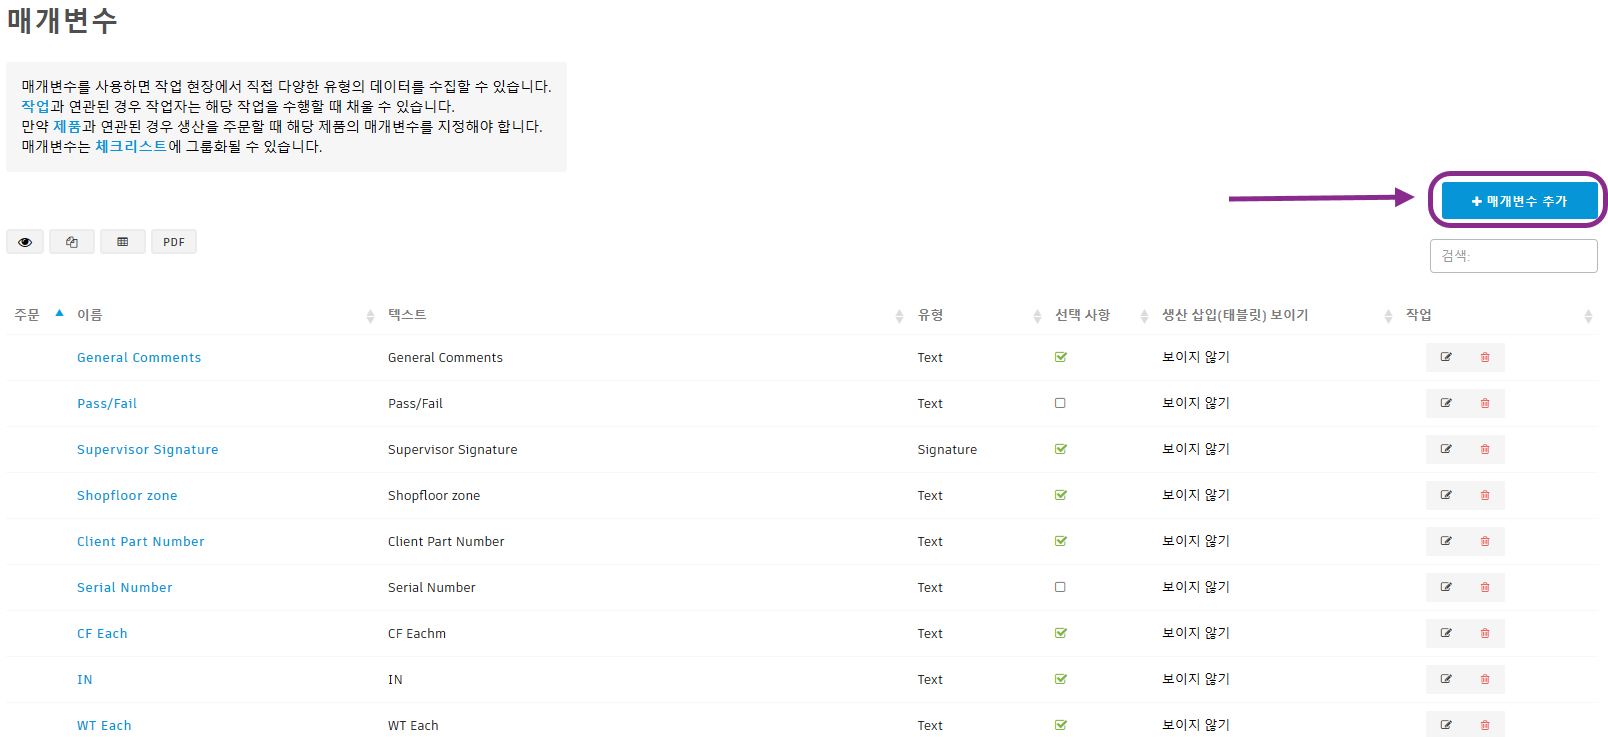 매개변수
매개변수를 사용하면 작업 현장에서 직접 다양한 유형의 데이터를 수집할 수 있습니다.
작업과 연관된 경우 작업자는 해당 작업을 수행할 때 채울 수 있습니다.
만약 제품과 연관된 경우 생산을 주문할 때 해당 제품의 매개변수를 지정해야 합니다.
매개변수는 체크리스트에 그룹화될 수 있습니다.
+ 매개변수 추가
PDF
검색:
주문 이름 텍스트 유형 선택 사항 생산 삽입(태블릿) 보이기 작업
General Comments General Comments Text 보이지 않기
Pass/Fail Pass/Fail Text 보이지 않기
Supervisor Signature Supervisor Signature Signature 보이지 않기
Shopfloor zone Shopfloor zone Text 보이지 않기
Client Part Number Client Part Number Text 보이지 않기
Serial Number Serial Number Text 보이지 않기
CF Each CF Eachm Text 보이지 않기
IN IN Text 보이지 않기
WT Each WT Each Text 보이지 않기